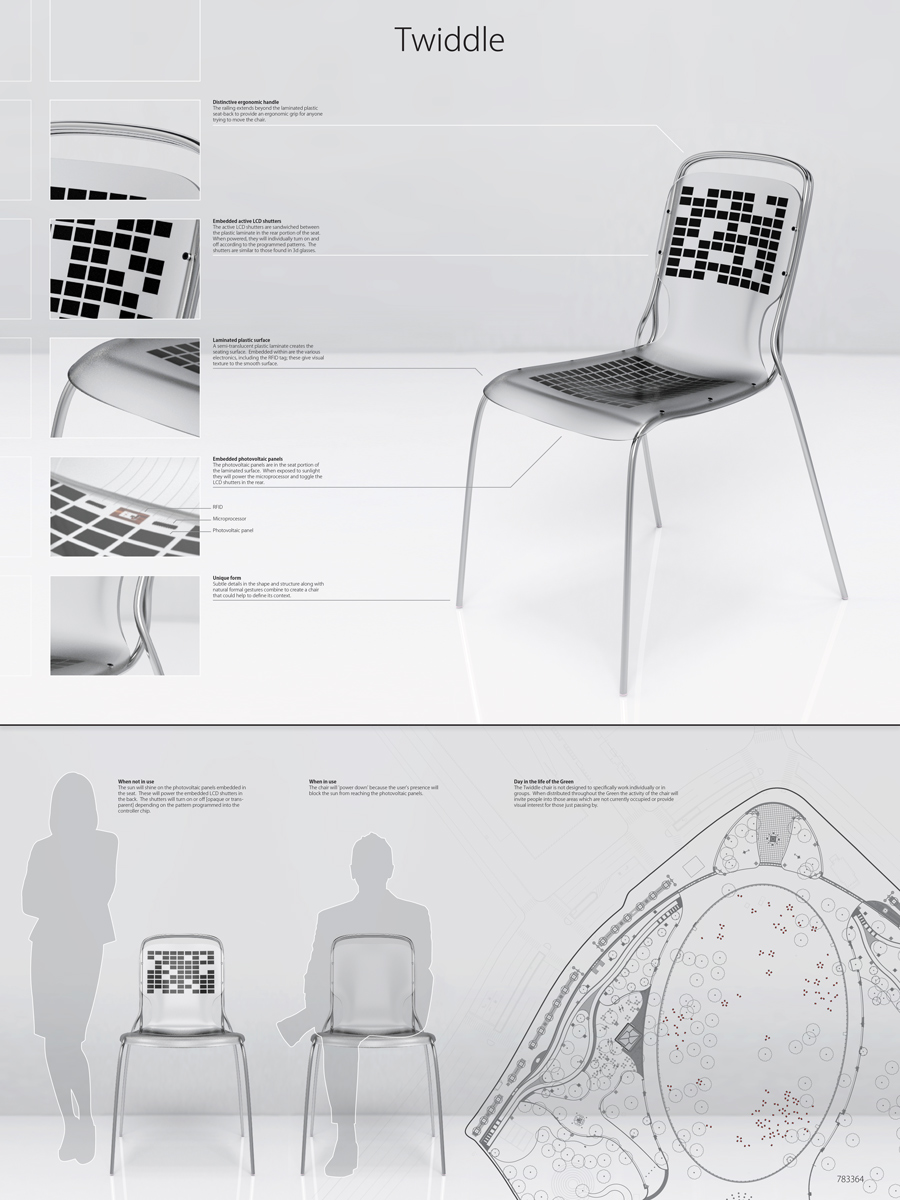 Twiddle
Distinctive ergonomic handle
The railing extends beyond the laminated plastic
seat-back to provide an ergonomic grip for anyone
trying to move the chair.
Embedded active LCD shutters
The active LCD shutters are sandwiched between
the plastic laminate in the rear portion of the seat.
When powered, they will individually turn on and
off according to the programmed patterns. The
shutters are similar to those found in 3d glasses.
Laminated plastic surface
A semi-translucent plastic laminate creates the
seating surface. Embedded within are the various
electronics, including the RFID tag; these give visual
texture to the smooth surface.
Embedded photovoltaic panels
The photovoltaic panels are in the seat portion of
the laminated surface. When exposed to sunlight
they will power the microprocessor and toggle the
LCD shutters in the rear.
RFID
Microprocessor
Photovoltaic panel
Unique form
Subtle details in the shape and structure along with
natural formal gestures combine to create a chair
that could help to define its context.
When not in use
The sun will shine on the photovoltaic panels embedded in
the seat. These will power the embedded LCD shutters in
the back. The shutters will turn on or off [opaque or trans-
parent] depending on the pattern programmed into the
controller chip.
When in use
The chair will 'power down' because the user's presence will
block the sun from reaching the photovoltaic panels.
Day in the life of the Green
The Twiddle chair is not designed to specifically work individually or in
groups. When distributed throughout the Green the activity of the chair will
invite people into those areas which are not currently occupied or provide
visual interest for those just passing by.
783364